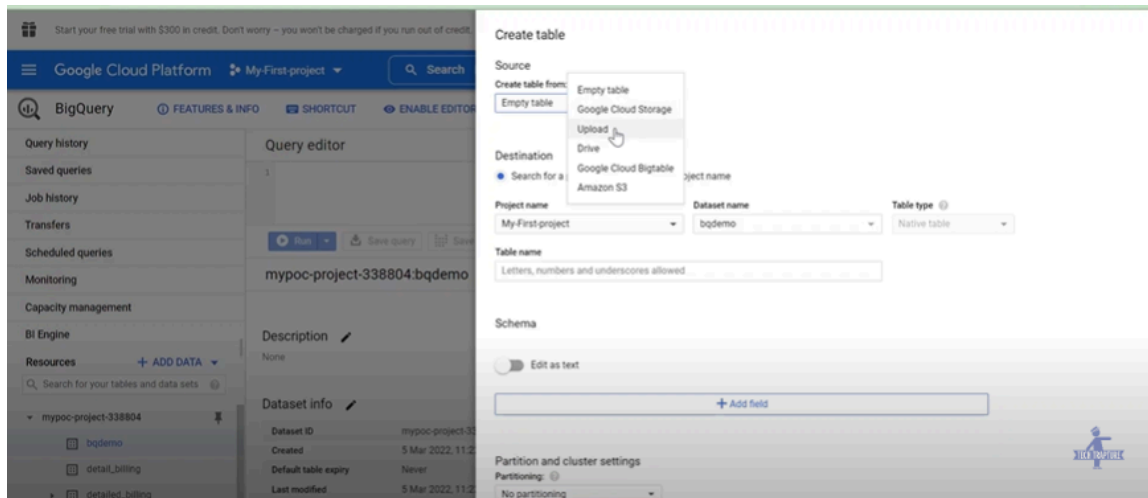 Start your free trial with $300 in credit. Don't worry – you won't be charged if you run out of credit.
Google Cloud Platform
My-First-project
Search
BigQuery
FEATURES & INFO
SHORTCUT
ENABLE EDITOR
Query history
Saved queries
Job history
Transfers
Scheduled queries
Monitoring
Capacity management
BI Engine
Resources
+ ADD DATA
Search for your tables and data sets
mypoc-project-338804
bqdemo
detail_billing
detailed_billing
Query editor
1
Run
Save query
Save
mypoc-project-338804:bqdemo
Description
None
Dataset info
Dataset ID mypoc-project-33
Created 5 Mar 2022, 11:2
Default table expiry Never
Last modified 5 Mar 2022, 11:2
Create table
Source
Create table from:
Empty table
Empty table
Google Cloud Storage
Upload
Drive
Google Cloud Bigtable
Amazon S3
Destination
Search for a
ject name
Project name
My-First-project
Dataset name
bqdemo
Table type
Native table
Table name
Letters, numbers and underscores allowed
Schema
Edit as text
+ Add field
Partition and cluster settings
Partitioning:
No partitioning
TECH TRAPTURE